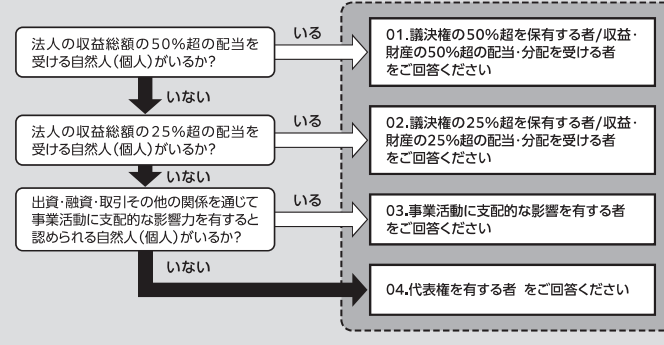 法人の収益総額の50%超の配当を
受ける自然人(個人)がいるか?
いる
01.議決権の50%超を保有する者/収益・
財産の50%超の配当・分配を受ける者
をご回答ください
いない
法人の収益総額の25%超の配当を
受ける自然人(個人)がいるか?
いる
02.議決権の25%超を保有する者/収益・
財産の25%超の配当・分配を受ける者
をご回答ください
いない
出資・融資・取引その他の関係を通じて
事業活動に支配的な影響力を有すると
認められる自然人(個人)がいるか?
いる
03.事業活動に支配的な影響を有する者
をご回答ください
いない
04.代表権を有する者 をご回答ください